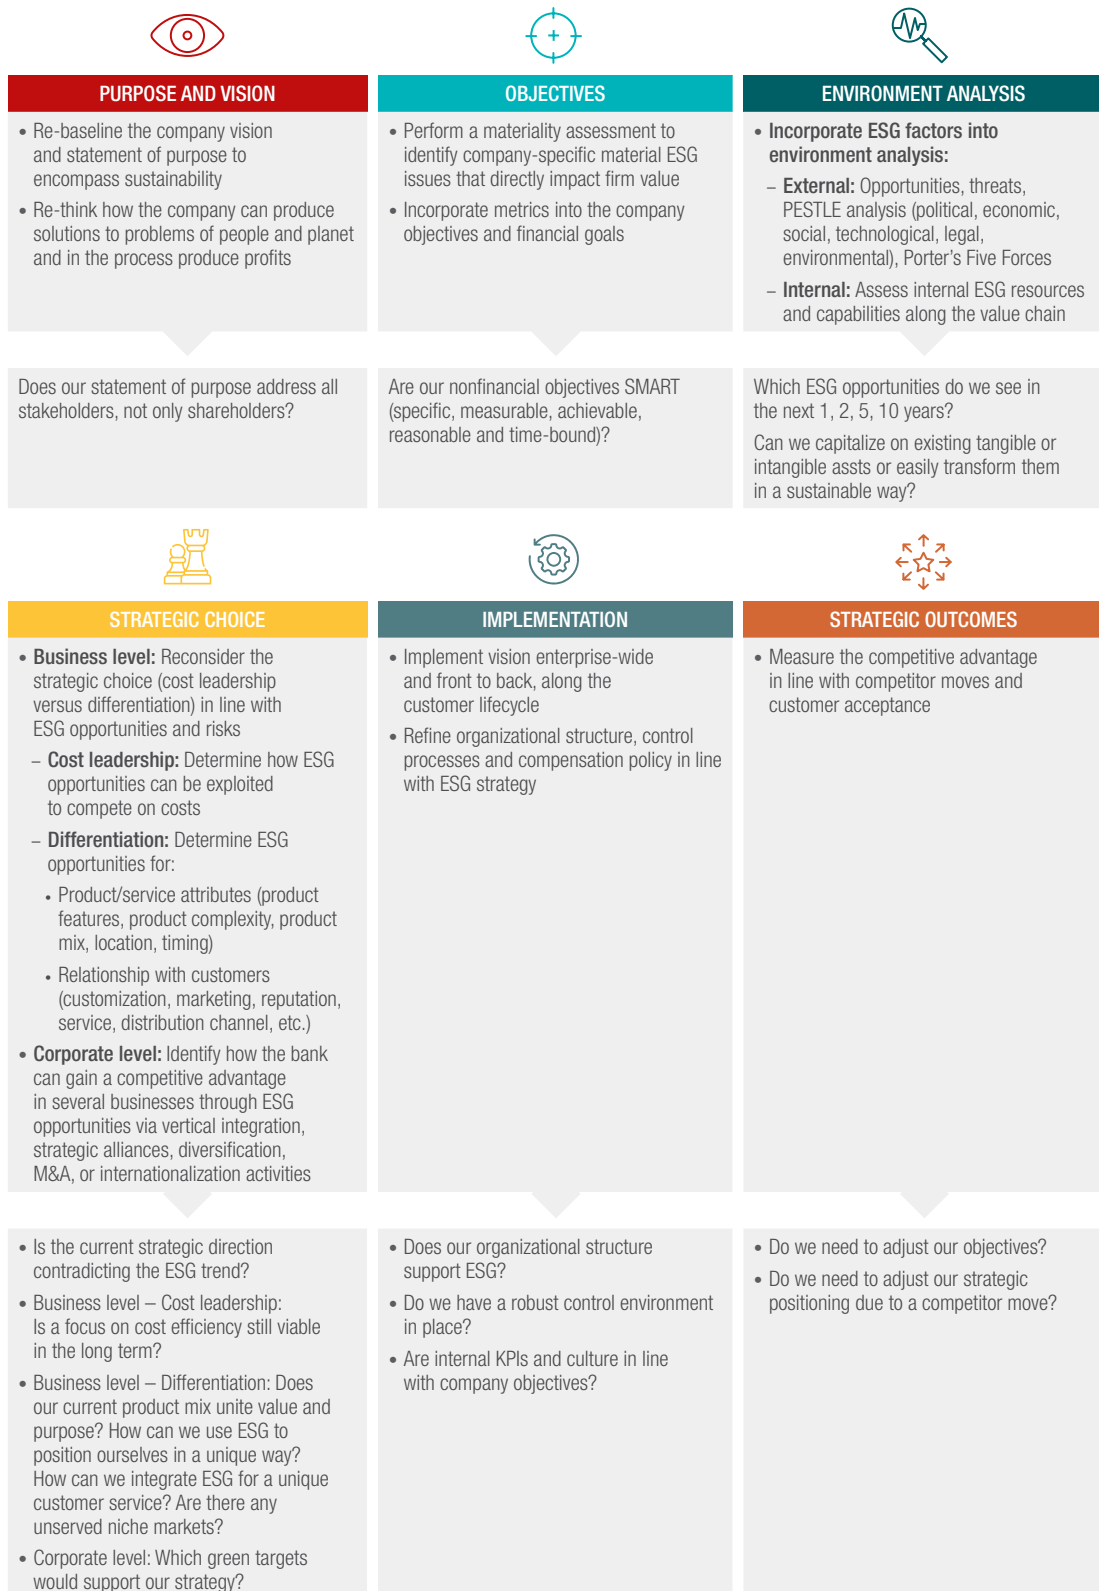 PURPOSE AND VISION
• Re-baseline the company vision
and statement of purpose to
encompass sustainability
• Re-think how the company can produce
solutions to problems of people and planet
and in the process produce profits
Does our statement of purpose address all
stakeholders, not only shareholders?
OBJECTIVES
• Perform a materiality assessment to
identify company-specific material ESG
issues that directly impact firm value
• Incorporate metrics into the company
objectives and financial goals
Are our nonfinancial objectives SMART
(specific, measurable, achievable,
reasonable and time-bound)?
ENVIRONMENT ANALYSIS
• Incorporate ESG factors into
environment analysis:
– External: Opportunities, threats,
PESTLE analysis (political, economic,
social, technological, legal,
environmental), Porter's Five Forces
– Internal: Assess internal ESG resources
and capabilities along the value chain
Which ESG opportunities do we see in
the next 1, 2, 5, 10 years?
Can we capitalize on existing tangible or
intangible assts or easily transform them
in a sustainable way?
STRATEGIC CHOICE
• Business level: Reconsider the
strategic choice (cost leadership
versus differentiation) in line with
ESG opportunities and risks
– Cost leadership: Determine how ESG
opportunities can be exploited
to compete on costs
– Differentiation: Determine ESG
opportunities for:
• Product/service attributes (product
features, product complexity, product
mix, location, timing)
• Relationship with customers
(customization, marketing, reputation,
service, distribution channel, etc.)
• Corporate level: Identify how the bank
can gain a competitive advantage
in several businesses through ESG
opportunities via vertical integration,
strategic alliances, diversification,
M&A, or internationalization activities
• Is the current strategic direction
contradicting the ESG trend?
• Business level – Cost leadership:
Is a focus on cost efficiency still viable
in the long term?
• Business level – Differentiation: Does
our current product mix unite value and
purpose? How can we use ESG to
position ourselves in a unique way?
How can we integrate ESG for a unique
customer service? Are there any
unserved niche markets?
• Corporate level: Which green targets
would support our strategy?
IMPLEMENTATION
• Implement vision enterprise-wide
and front to back, along the
customer lifecycle
• Refine organizational structure, control
processes and compensation policy in line
with ESG strategy
• Does our organizational structure
support ESG?
• Do we have a robust control environment
in place?
• Are internal KPIs and culture in line
with company objectives?
STRATEGIC OUTCOMES
• Measure the competitive advantage
in line with competitor moves and
customer acceptance
• Do we need to adjust our objectives?
• Do we need to adjust our strategic
positioning due to a competitor move?